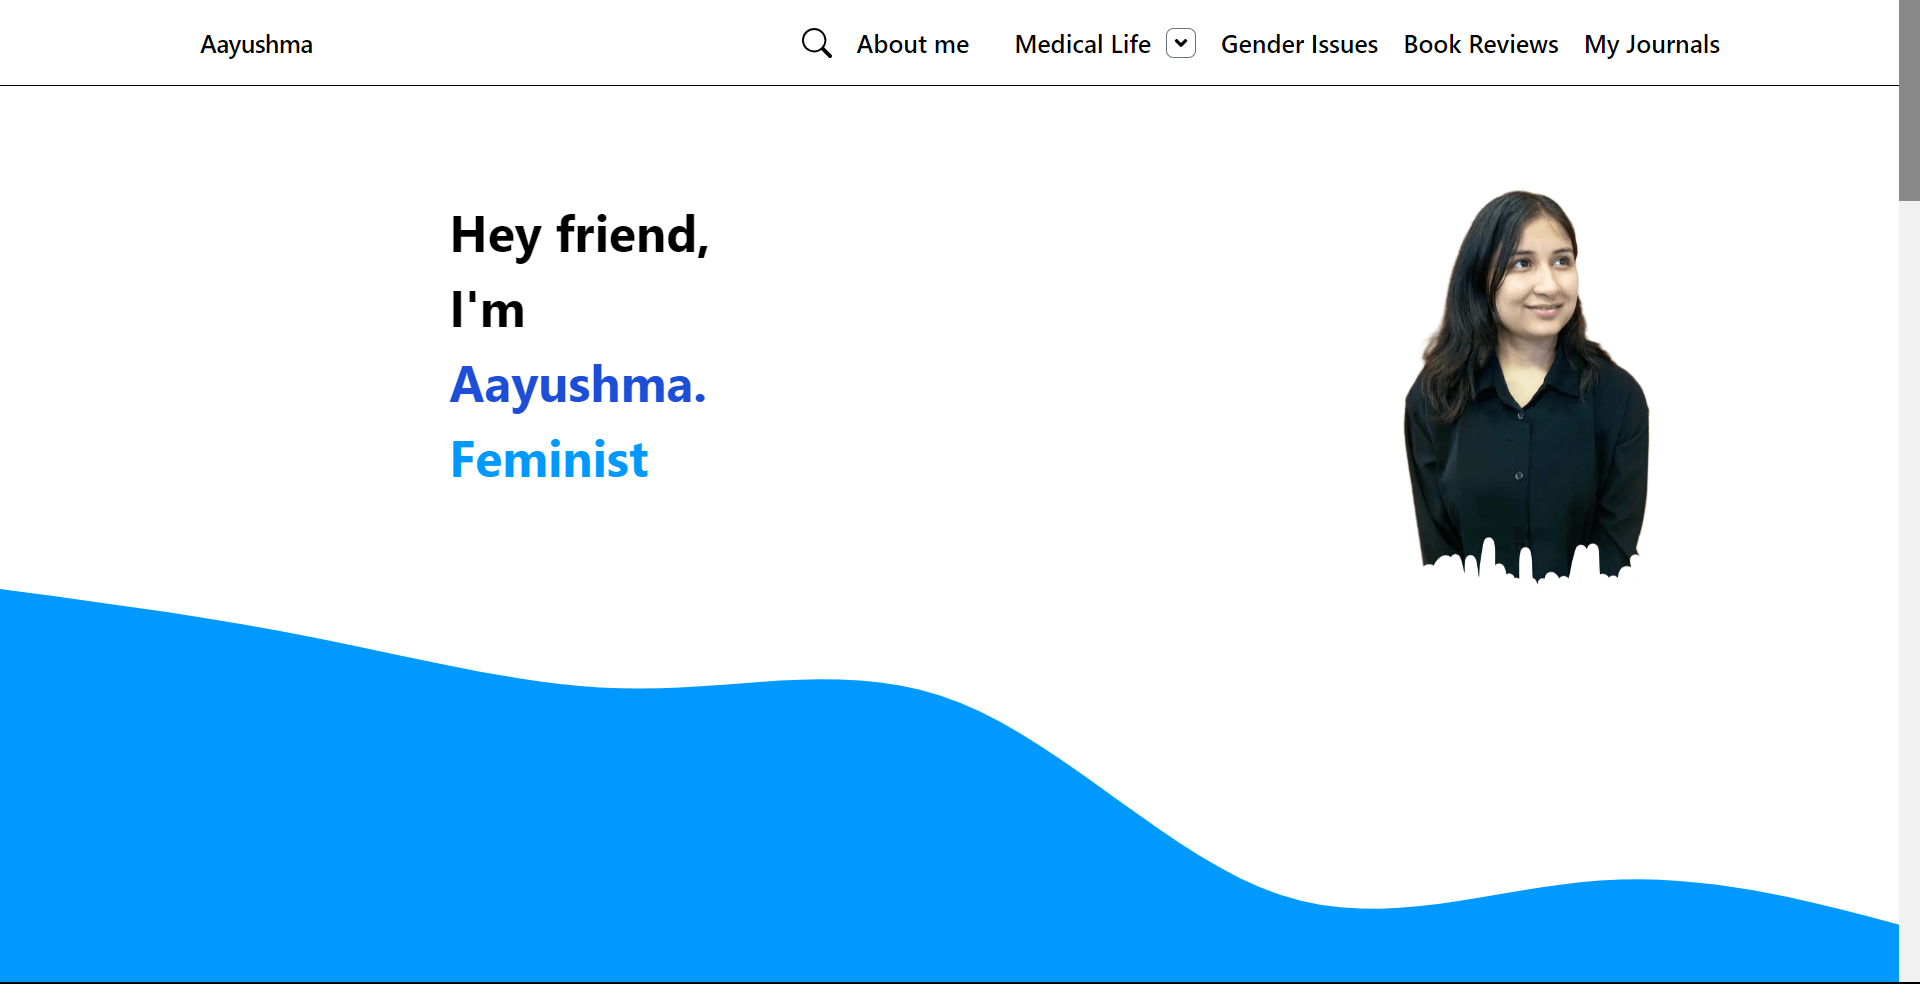 Aayushma About me Medical Life Gender Issues Book Reviews My Journals
Hey friend,
I'm
Aayushma.
Feminist